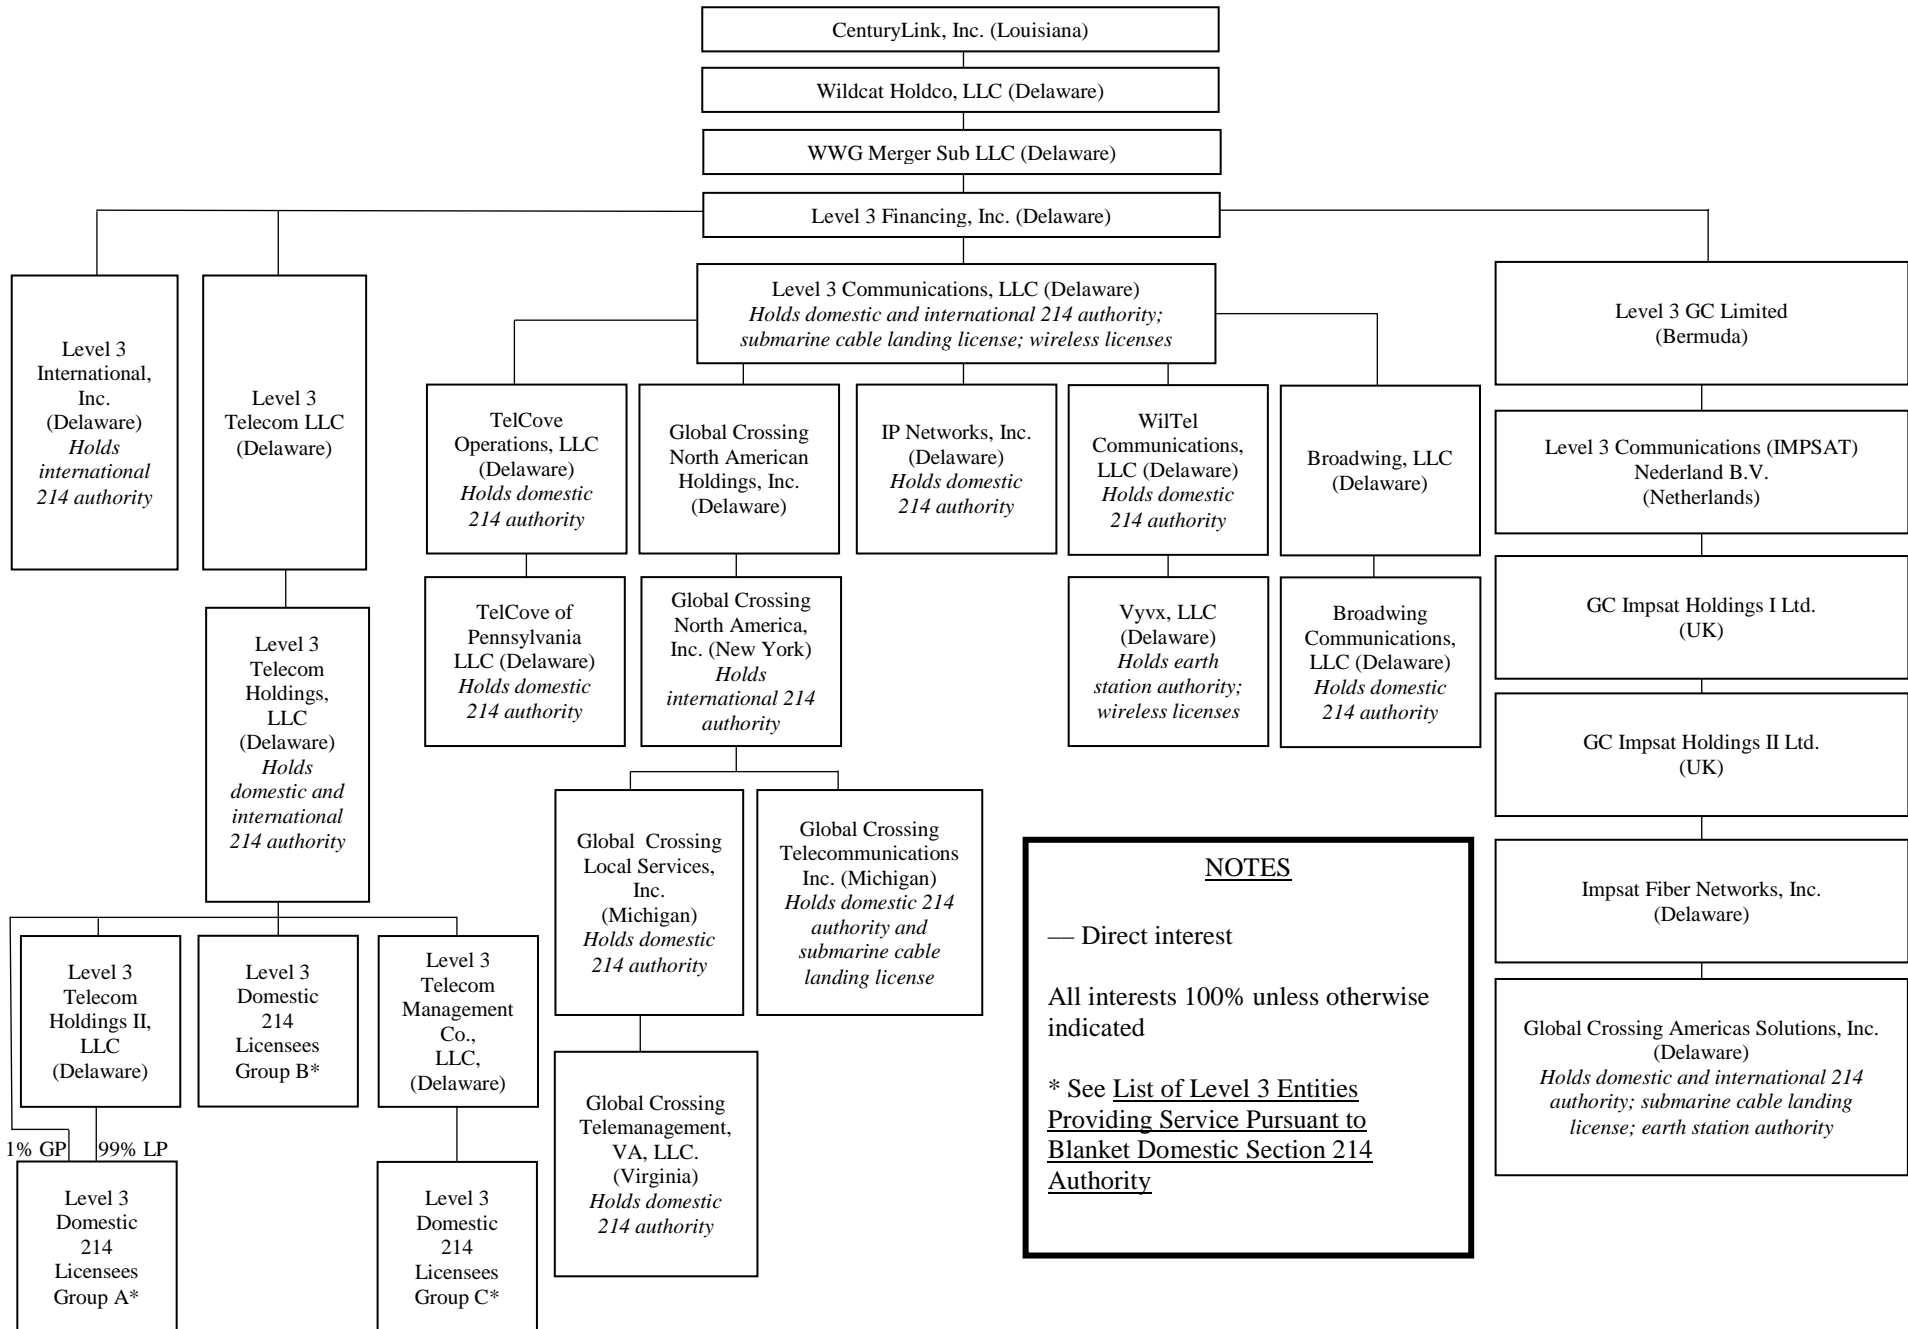 CenturyLink, Inc. (Louisiana)
Wildcat Holdco, LLC (Delaware)
WWG Merger Sub LLC (Delaware)
Level 3 Financing, Inc. (Delaware)
Level 3
International,
Inc.
(Delaware)
Holds
international
214 authority
Level 3
Telecom LLC
(Delaware)
Level 3 Communications, LLC (Delaware)
Holds domestic and international 214 authority;
submarine cable landing license; wireless licenses
Level 3 GC Limited
(Bermuda)
TelCove
Operations, LLC
(Delaware)
Holds domestic
214 authority
Global Crossing
North American
Holdings, Inc.
(Delaware)
IP Networks, Inc.
(Delaware)
Holds domestic
214 authority
WilTel
Communications,
LLC (Delaware)
Holds domestic
214 authority
Broadwing, LLC
(Delaware)
Level 3 Communications (IMPSAT)
Nederland B.V.
(Netherlands)
Level 3
Telecom
Holdings,
LLC
(Delaware)
Holds
domestic and
international
214 authority
TelCove of
Pennsylvania
LLC (Delaware)
Holds domestic
214 authority
Global Crossing
North America,
Inc. (New York)
Holds
international 214
authority
Vyvx, LLC
(Delaware)
Holds earth
station authority;
wireless licenses
Broadwing
Communications,
LLC (Delaware)
Holds domestic
214 authority
GC Impsat Holdings I Ltd.
(UK)
GC Impsat Holdings II Ltd.
(UK)
Global Crossing
Local Services,
Inc.
(Michigan)
Holds domestic
214 authority
Global Crossing
Telecommunications
Inc. (Michigan)
Holds domestic 214
authority and
submarine cable
landing license
Impsat Fiber Networks, Inc.
(Delaware)
Level 3
Telecom
Holdings II,
LLC
(Delaware)
Level 3
Domestic
214
Licensees
Group B*
Level 3
Telecom
Management
Co.,
LLC,
(Delaware)
Global Crossing
Telemanagement,
VA, LLC.
(Virginia)
Holds domestic
214 authority
Global Crossing Americas Solutions, Inc.
(Delaware)
Holds domestic and international 214
authority; submarine cable landing
license; earth station authority
1% GP
99% LP
Level 3
Domestic
214
Licensees
Group A*
Level 3
Domestic
214
Licensees
Group C*
NOTES
— Direct interest
All interests 100% unless otherwise
indicated
* See List of Level 3 Entities
Providing Service Pursuant to
Blanket Domestic Section 214
Authority